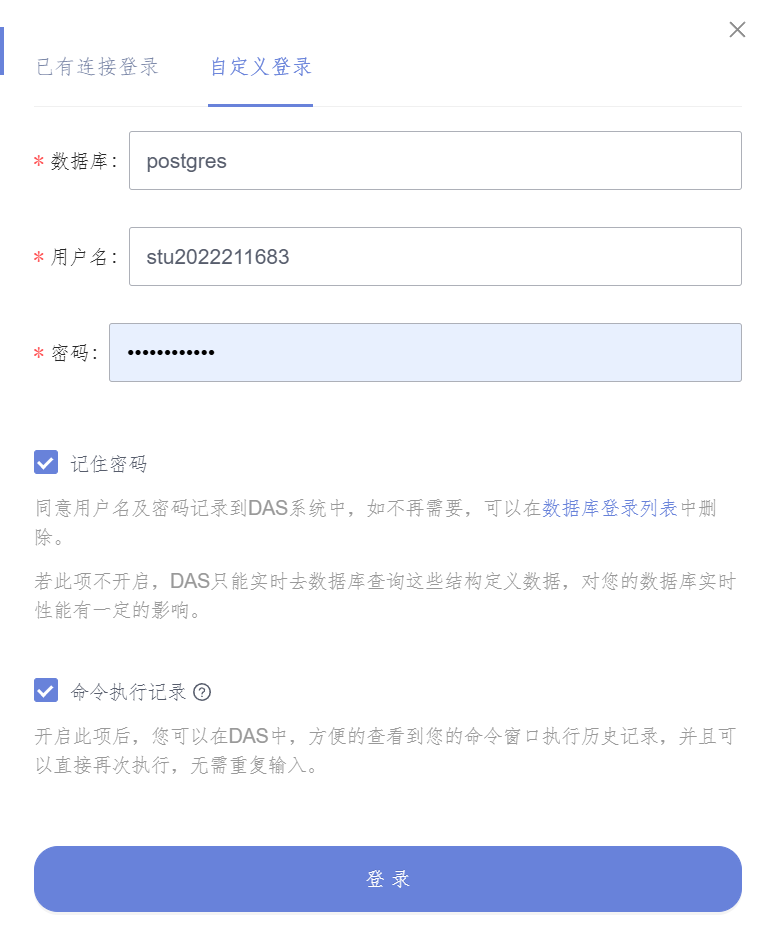 已有连接登录 自定义登录
* 数据库: postgres
* 用户名: stu2022211683
* 密码: ••••••••••••
记住密码
同意用户名及密码记录到DAS系统中，如不再需要，可以在数据库登录列表中删
除。
若此项不开启，DAS只能实时去数据库查询这些结构定义数据，对您的数据库实时
性能有一定的影响。
命令执行记录 ?
开启此项后，您可以在DAS中，方便的查看到您的命令窗口执行历史记录，并且可
以直接再次执行，无需重复输入。
登 录